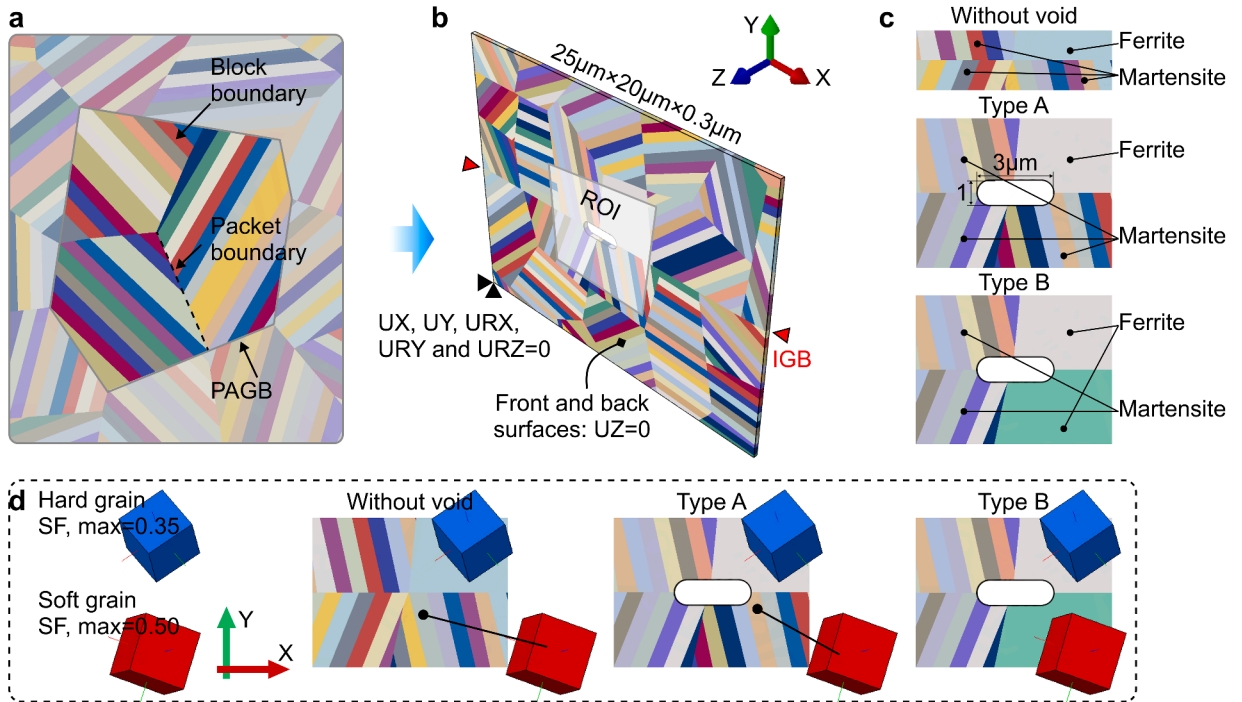 a
Block
boundary
Packet
boundary
PAGB
b
25μm×20μm×0.3μm
Y
Z
X
ROI
UX, UY, URX,
URY and URZ=0
IGB
Front and back
surfaces: UZ=0
c
Without void
Ferrite
Martensite
Type A
Ferrite
3μm
1
Martensite
Type B
Ferrite
Martensite
d
Hard grain
SF, max=0.35
Soft grain
SF, max=0.50
Y
X
Without void
Type A
Type B